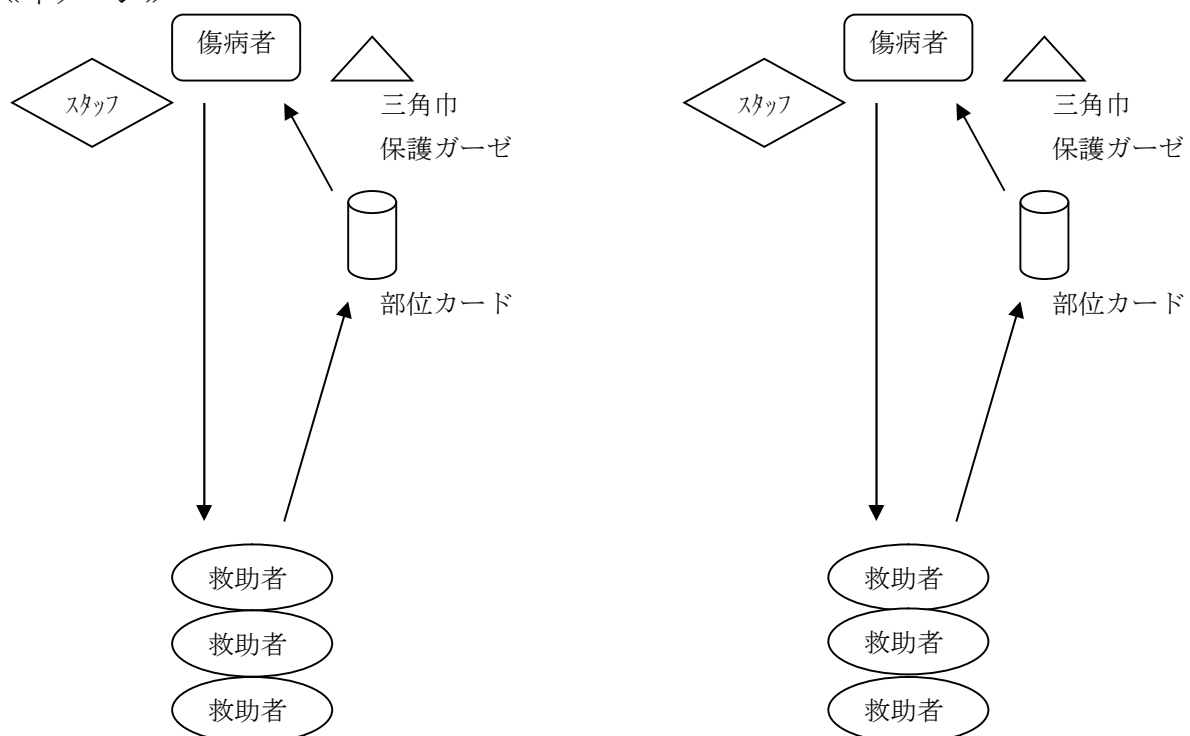 傷病者
スタッフ
三角巾
保護ガーゼ
部位カード
救助者
救助者
救助者
傷病者
スタッフ
三角巾
保護ガーゼ
部位カード
救助者
救助者
救助者